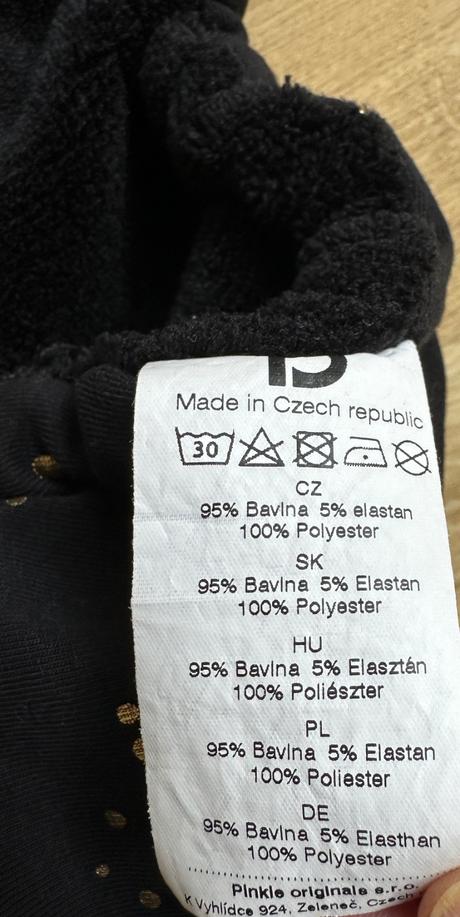 Made in Czech republic
30
CZ
95% Bavlna 5% elastan
100% Polyester
SK
95% Bavlna 5% Elastan
100% Polyester
HU
95% Bavlna 5% Elasztán
100% Poliészter
PL
95% Bavlna 5% Elastan
100% Poliester
DE
95% Bavlna 5% Elasthan
100% Polyester
Pinkie originals s.r.o.
K Vyhlídce 924, Zeleneč, Czech